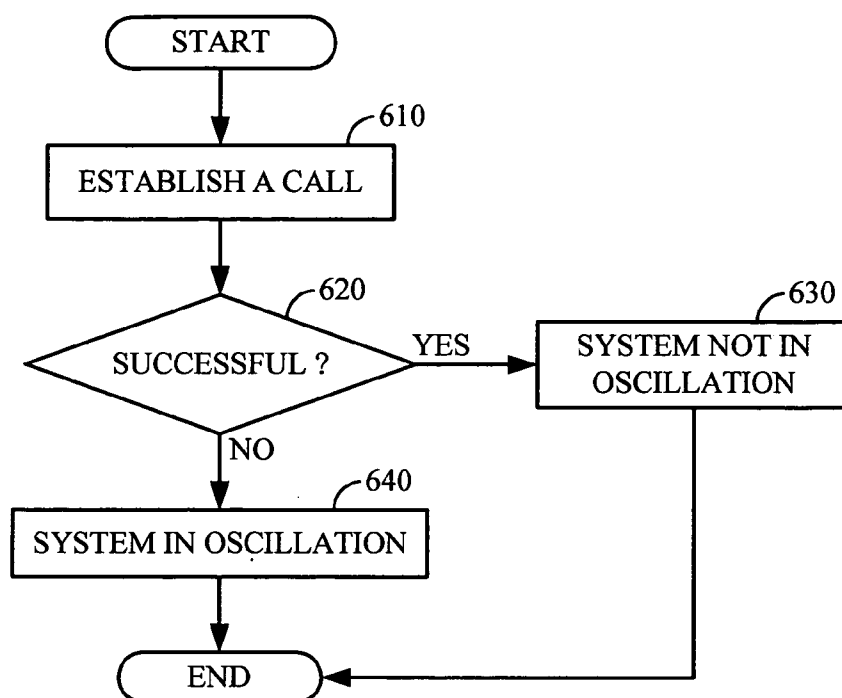 START
610
ESTABLISH A CALL
620
630
SUCCESSFUL ?
YES
SYSTEM NOT IN
OSCILLATION
NO
640
SYSTEM IN OSCILLATION
END